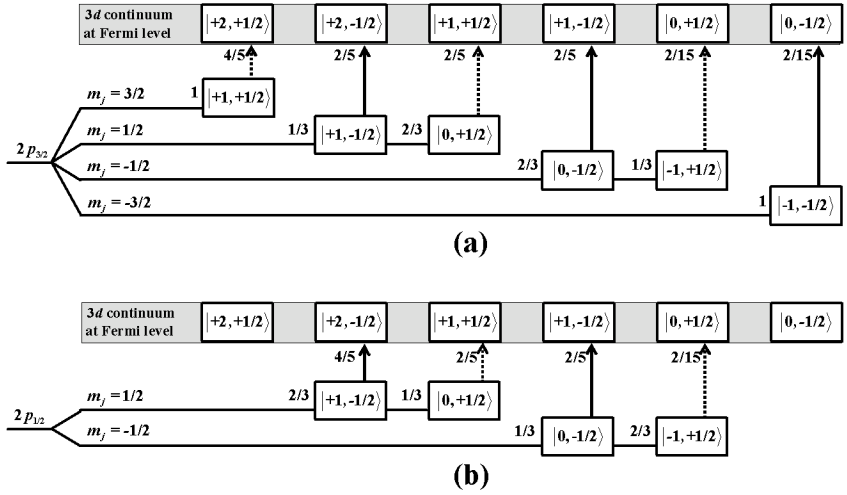 3d continuum
at Fermi level
|+2,+1/2⟩ |+2,-1/2⟩ |+1,+1/2⟩ |+1,-1/2⟩ |0,+1/2⟩ |0,-1/2⟩
4/5 2/5 2/5 2/5 2/15 2/15
m_j = 3/2 1 |+1,+1/2⟩
m_j = 1/2 1/3 |+1,-1/2⟩ 2/3 |0,+1/2⟩
2p_{3/2}
m_j = -1/2 2/3 |0,-1/2⟩ 1/3 |-1,+1/2⟩
m_j = -3/2 1 |-1,-1/2⟩
(a)
3d continuum
at Fermi level
|+2,+1/2⟩ |+2,-1/2⟩ |+1,+1/2⟩ |+1,-1/2⟩ |0,+1/2⟩ |0,-1/2⟩
4/5 2/5 2/5 2/15
m_j = 1/2 2/3 |+1,-1/2⟩ 1/3 |0,+1/2⟩
2p_{1/2}
m_j = -1/2 1/3 |0,-1/2⟩ 2/3 |-1,+1/2⟩
(b)